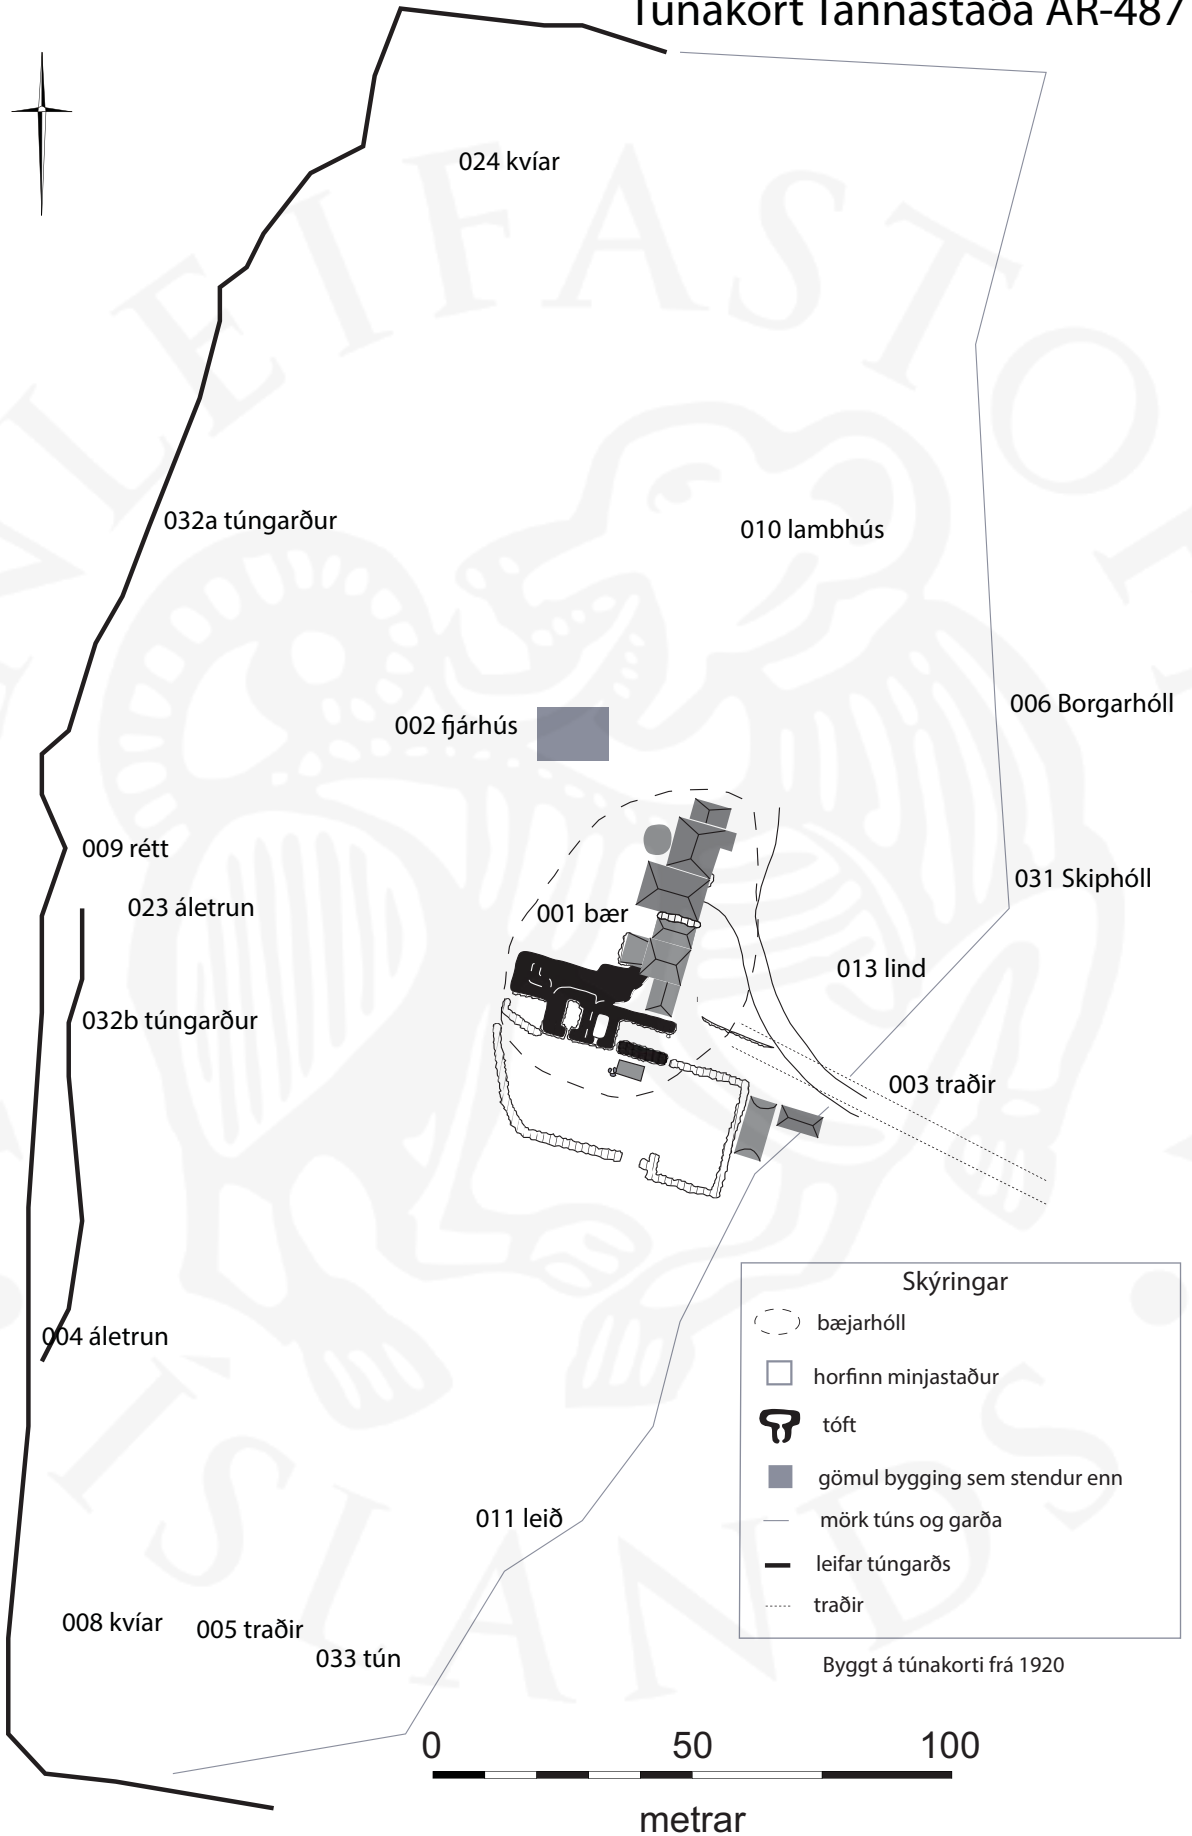 Túnakort Tannastaða ÁR-487
024 kvíar
032a túngarður
010 lambhús
006 Borgarhóll
002 fjárhús
009 rétt
031 Skiphóll
023 áletrun
001 bær
013 lind
032b túngarður
003 traðir
004 áletrun
Skýringar
bæjarhóll
horfinn minjastaður
tóft
gömul bygging sem stendur enn
mörk túns og garða
leifar túngarðs
traðir
011 leið
008 kvíar
005 traðir
033 tún
Byggt á túnakorti frá 1920
0 50 100
metrar
FORNLEIFASTOFNUN
ÍSLANDS